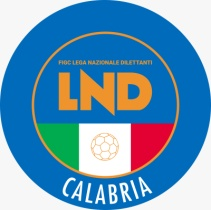 FIGC LEGA NAZIONALE DILETTANTI
LND
CALABRIA